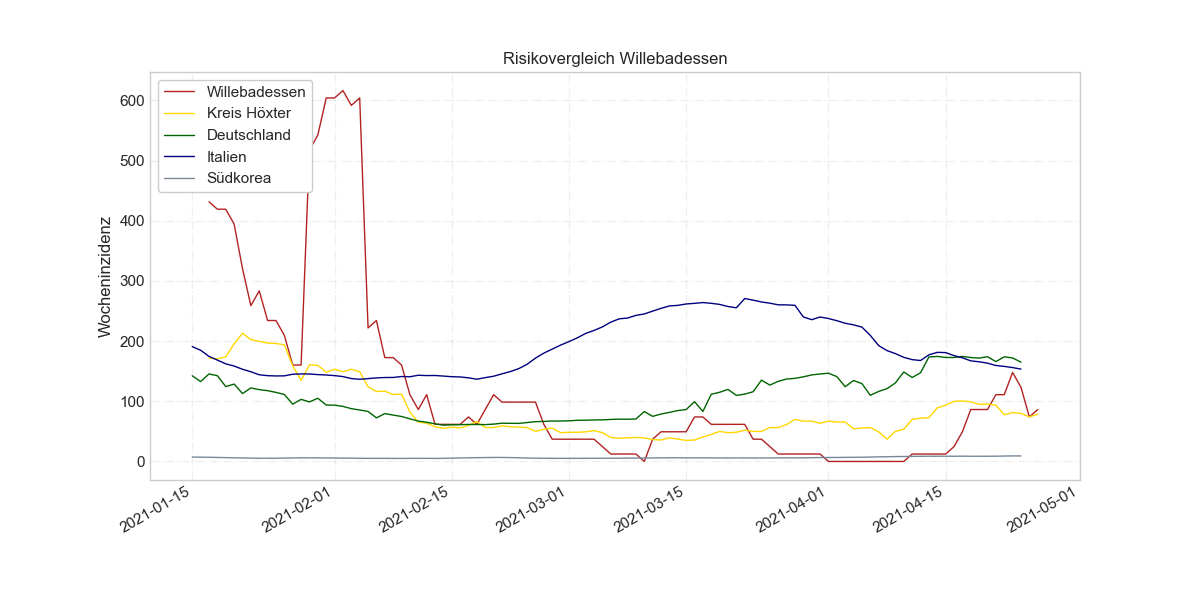 Risikovergleich Willebadessen
Willebadessen
Kreis Höxter
Deutschland
Italien
Südkorea
Wocheninzidenz
600
500
400
300
200
100
0
2021-01-15
2021-02-01
2021-02-15
2021-03-01
2021-03-15
2021-04-01
2021-04-15
2021-05-01